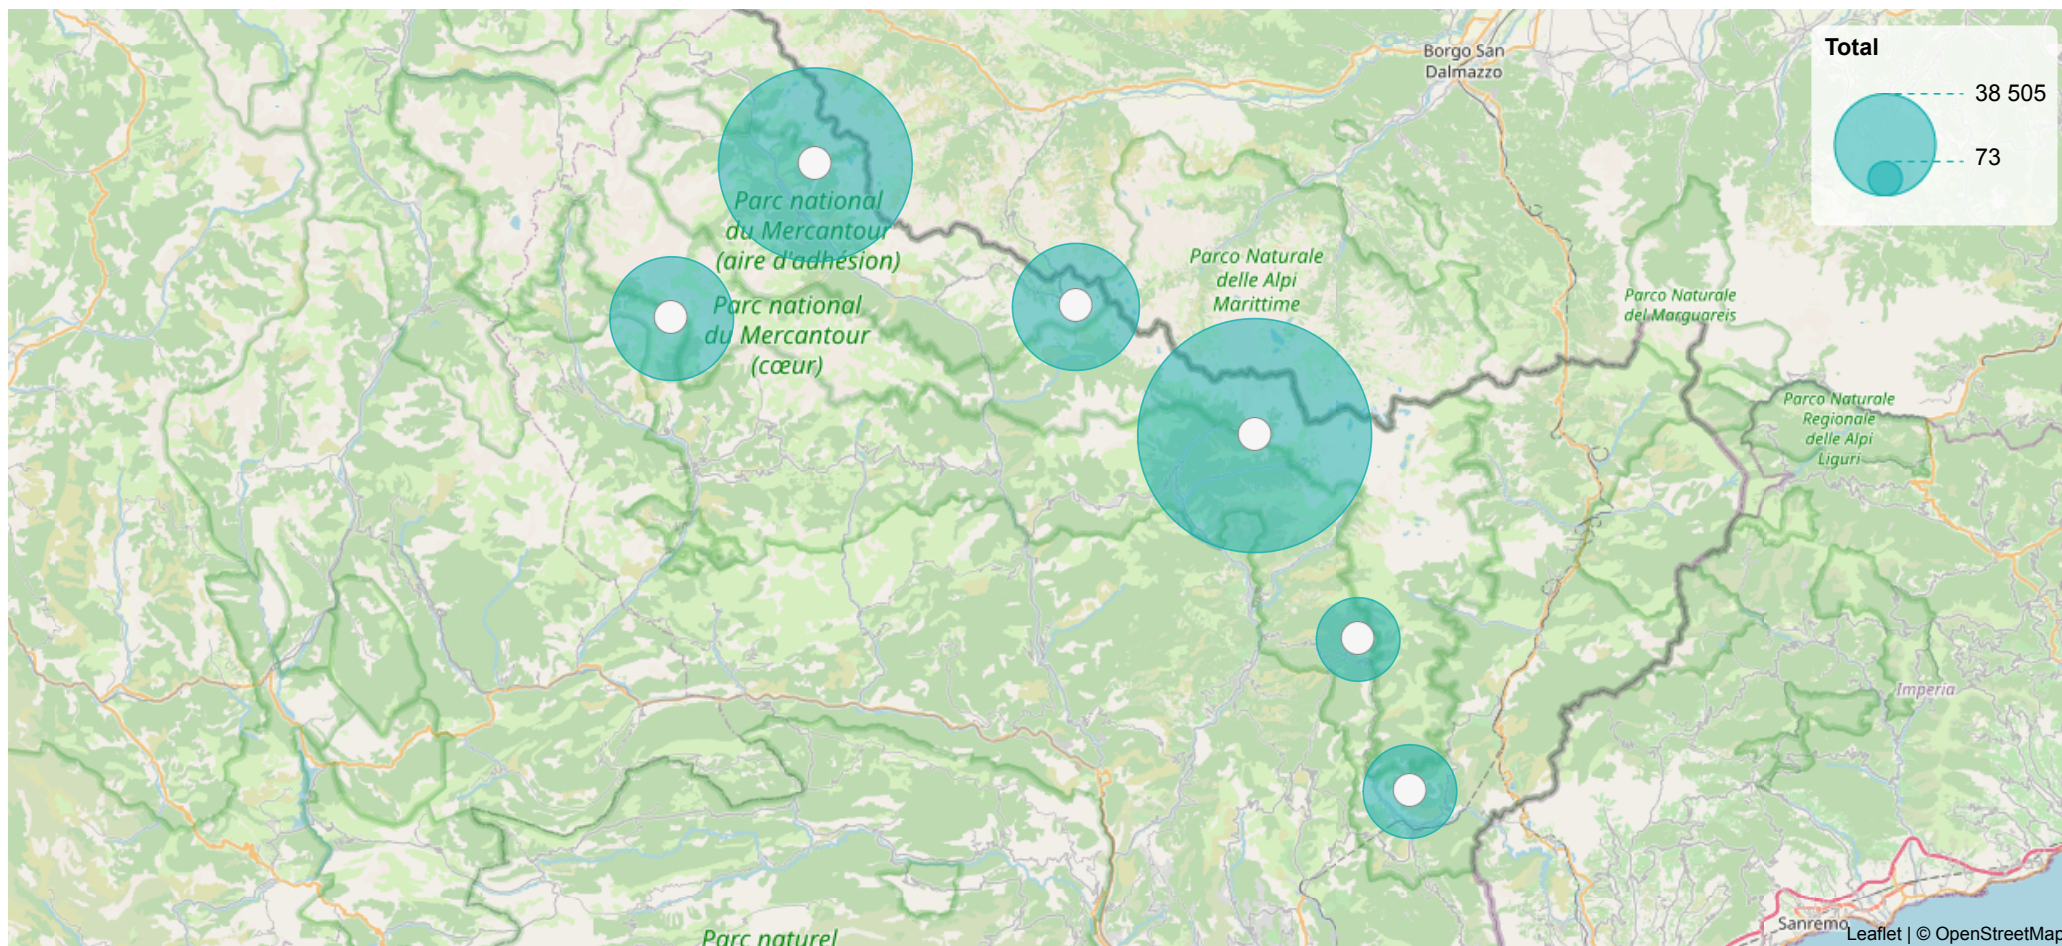 Borgo San
Dalmazzo
Total
38 505
73
Parc national
du Mercantour
(aire d'adhésion)
Parc national
du Mercantour
(cœur)
Parco Naturale
delle Alpi
Marittime
Parco Naturale
del Marguareis
Parco Naturale
Regionale
delle Alpi
Liguri
Imperia
Sanremo
Parc naturel
Leaflet | © OpenStreetMap